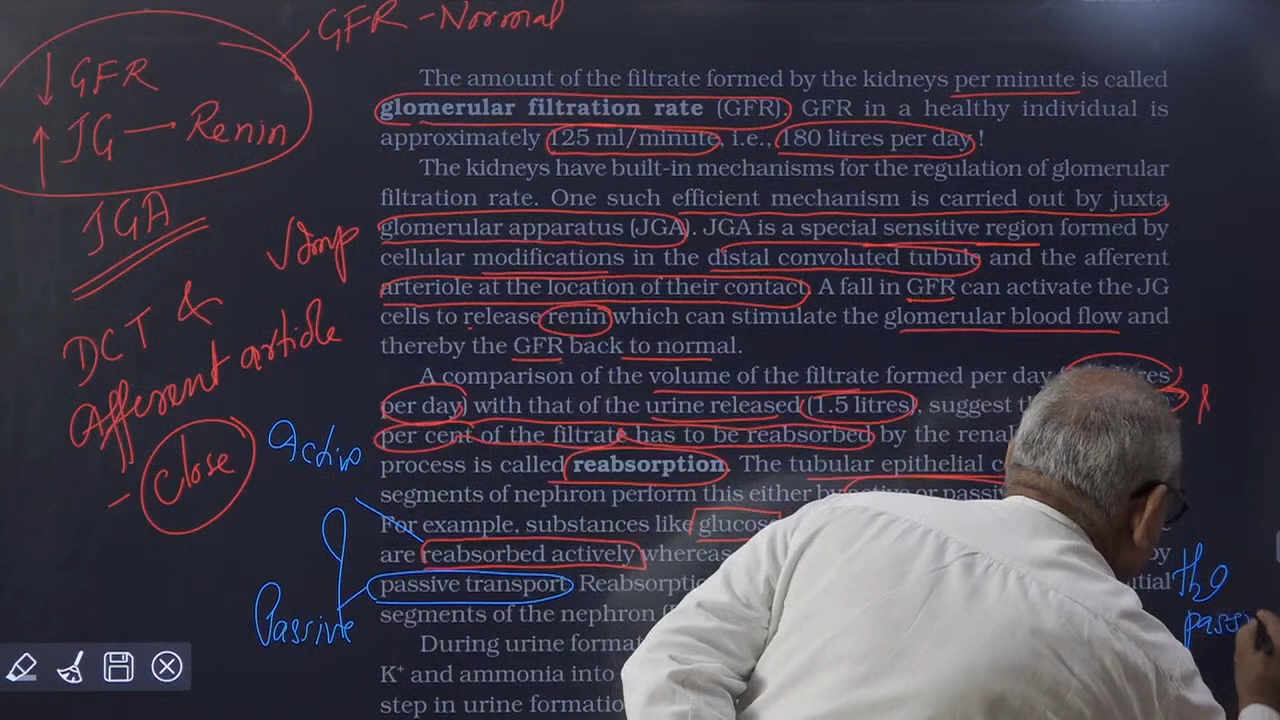 GFR - Normal
↓ GFR
↑ JG → Renin
JGA
√ Imp
DCT &
Afferent article
- Close
Active
Passive
The amount of the filtrate formed by the kidneys per minute is called
glomerular filtration rate (GFR). GFR in a healthy individual is
approximately 125 ml/minute, i.e., 180 litres per day !
The kidneys have built-in mechanisms for the regulation of glomerular
filtration rate. One such efficient mechanism is carried out by juxta
glomerular apparatus (JGA). JGA is a special sensitive region formed by
cellular modifications in the distal convoluted tubule and the afferent
arteriole at the location of their contact. A fall in GFR can activate the JG
cells to release renin which can stimulate the glomerular blood flow and
thereby the GFR back to normal.
A comparison of the volume of the filtrate formed per day
per day) with that of the urine released (1.5 litres), suggest
per cent of the filtrate has to be reabsorbed by the renal
process is called reabsorption. The tubular epithelial
segments of nephron perform this either by active or
For example, substances like
are reabsorbed actively whereas by
passive transport. Reabsorption
segments of the nephron
During urine
K⁺ and ammonia into
step in urine